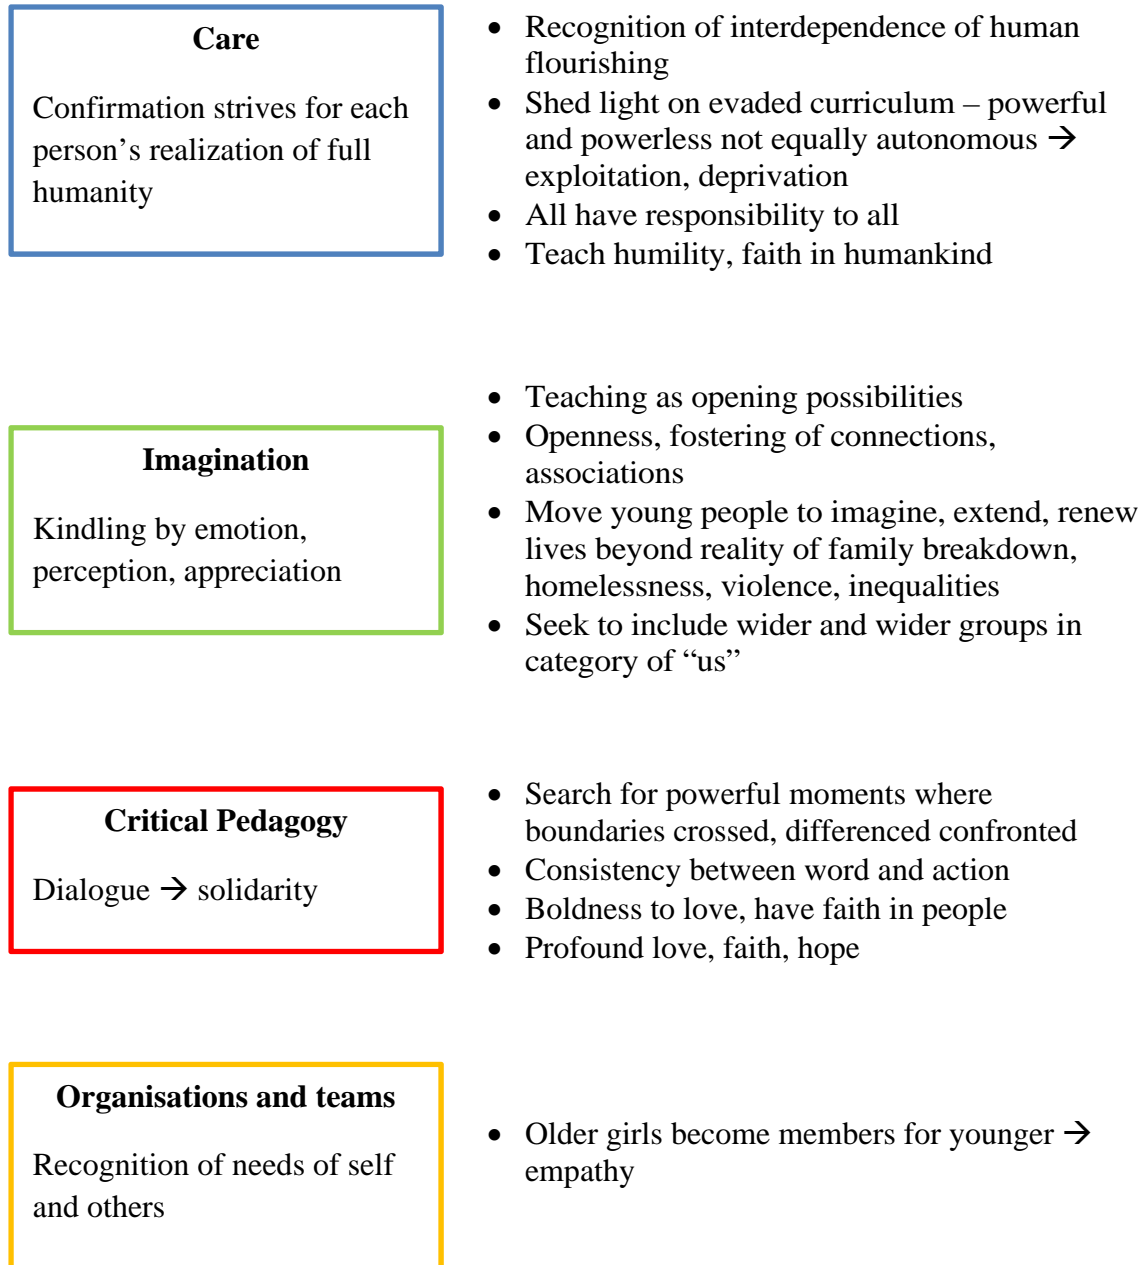 Care
Confirmation strives for each
person's realization of full
humanity
• Recognition of interdependence of human
flourishing
• Shed light on evaded curriculum – powerful
and powerless not equally autonomous →
exploitation, deprivation
• All have responsibility to all
• Teach humility, faith in humankind
Imagination
Kindling by emotion,
perception, appreciation
• Teaching as opening possibilities
• Openness, fostering of connections,
associations
• Move young people to imagine, extend, renew
lives beyond reality of family breakdown,
homelessness, violence, inequalities
• Seek to include wider and wider groups in
category of “us”
Critical Pedagogy
Dialogue → solidarity
• Search for powerful moments where
boundaries crossed, differenced confronted
• Consistency between word and action
• Boldness to love, have faith in people
• Profound love, faith, hope
Organisations and teams
Recognition of needs of self
and others
• Older girls become members for younger →
empathy